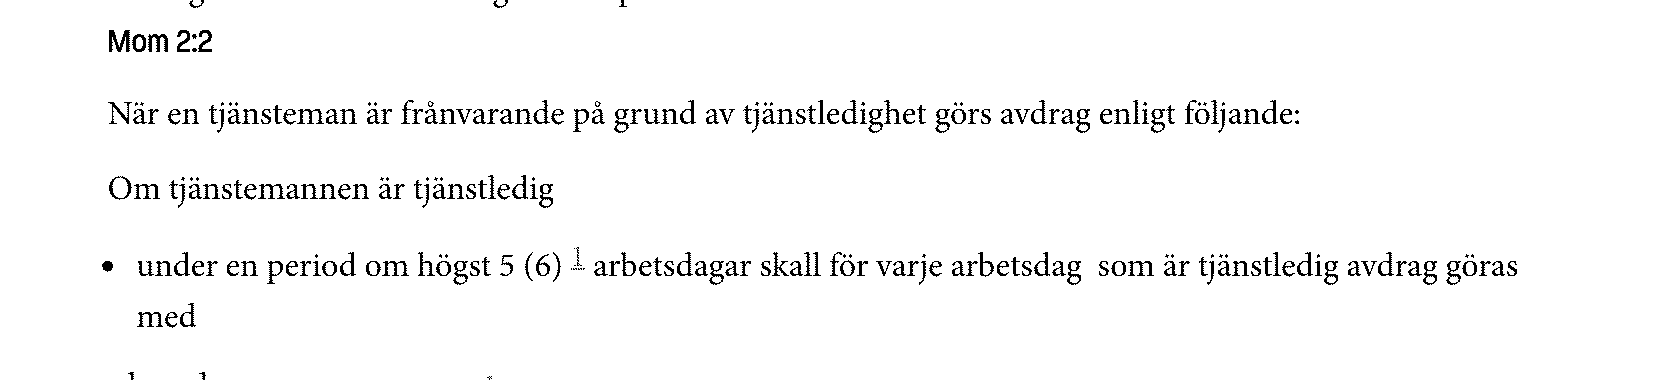 Mom 2:2
När en tjänsteman är frånvarande på grund av tjänstledighet görs avdrag enligt följande:
Om tjänstemannen är tjänstledig
• under en period om högst 5 (6) 1 arbetsdagar skall för varje arbetsdag  som är tjänstledig avdrag göras
med